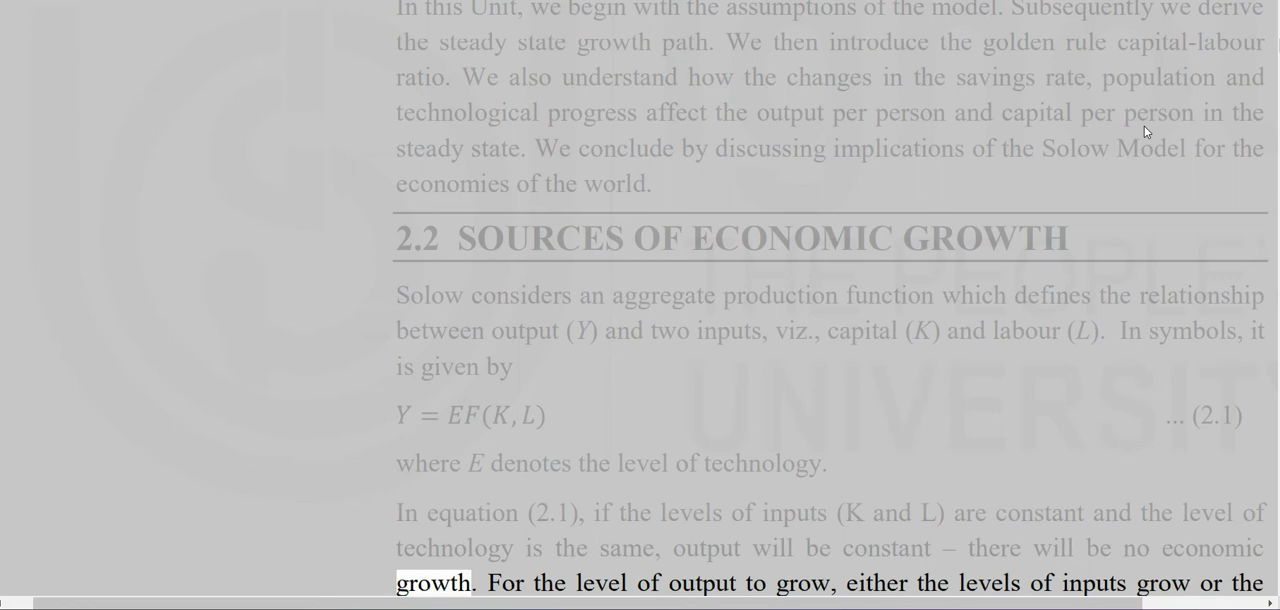 In this Unit, we begin with the assumptions of the model. Subsequently we derive
the steady state growth path. We then introduce the golden rule capital-labour
ratio. We also understand how the changes in the savings rate, population and
technological progress affect the output per person and capital per person in the
steady state. We conclude by discussing implications of the Solow Model for the
economies of the world.
2.2 SOURCES OF ECONOMIC GROWTH
Solow considers an aggregate production function which defines the relationship
between output (Y) and two inputs, viz., capital (K) and labour (L). In symbols, it
is given by
Y = EF(K, L) ... (2.1)
where E denotes the level of technology.
In equation (2.1), if the levels of inputs (K and L) are constant and the level of
technology is the same, output will be constant – there will be no economic
growth. For the level of output to grow, either the levels of inputs grow or the
THE PEOPLE'
UNIVERSITY